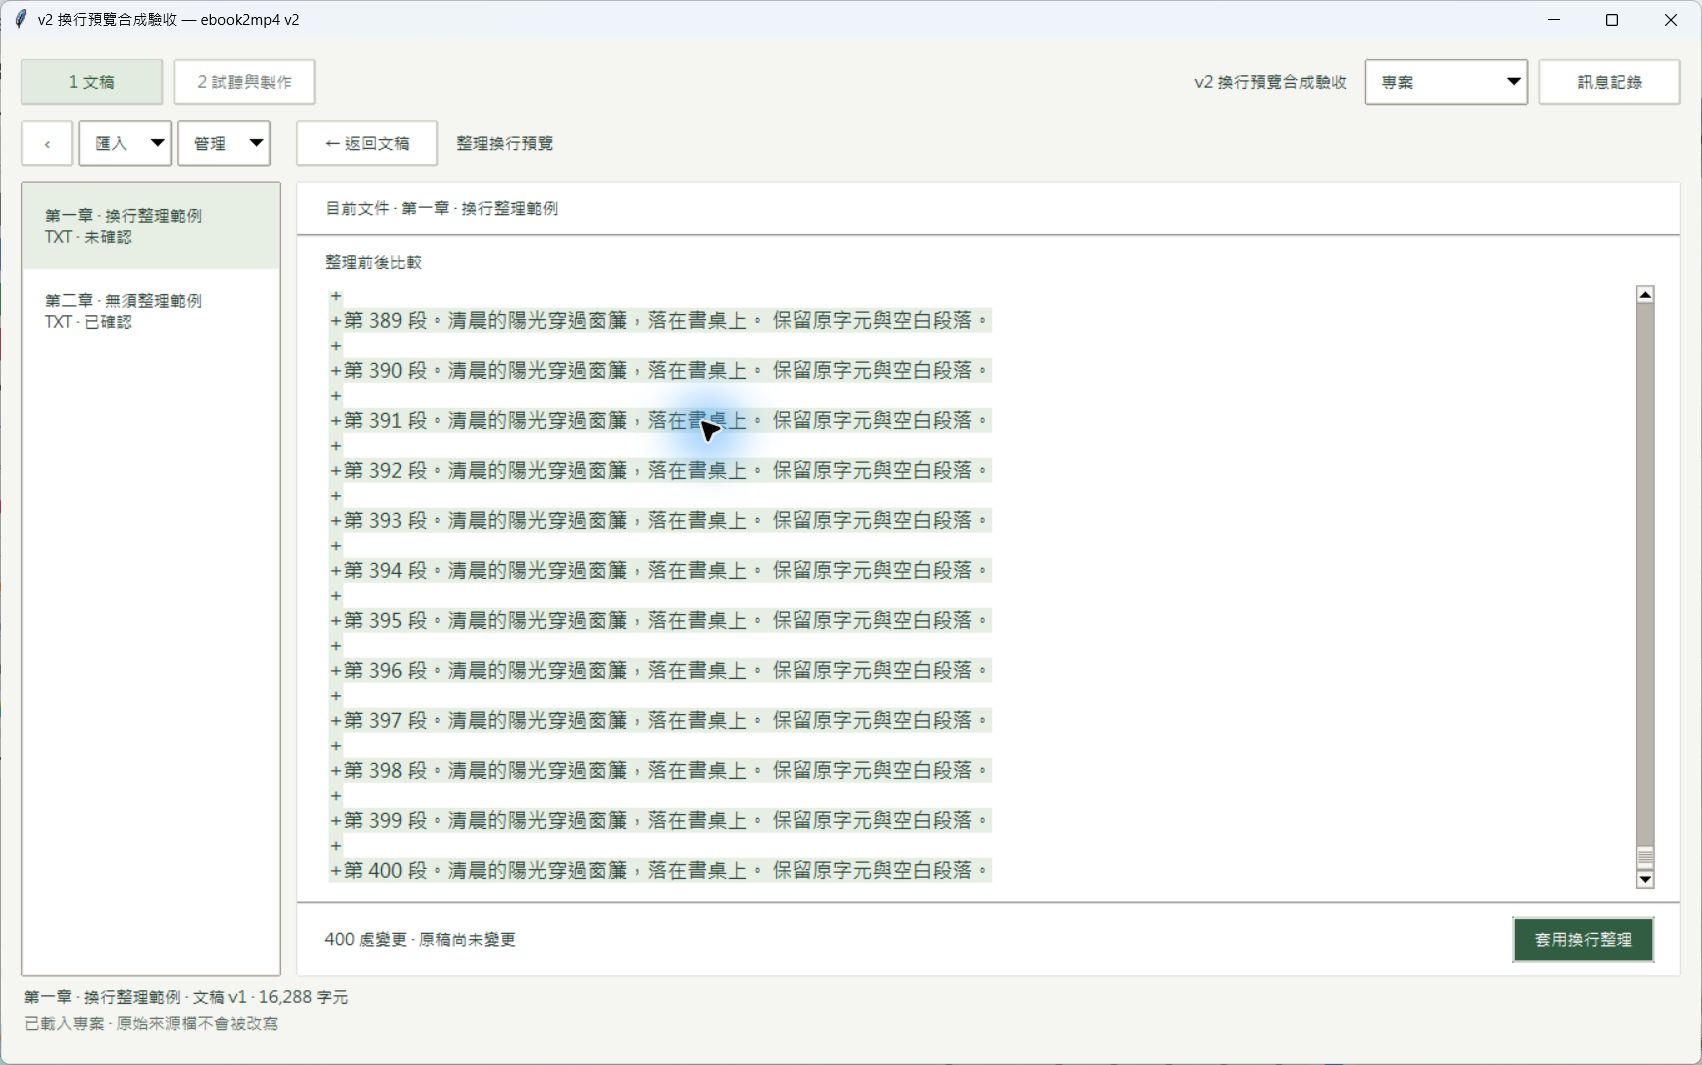 v2 換行預覽合成驗收 — ebook2mp4 v2
1 文稿
2 試聽與製作
v2 換行預覽合成驗收
專案
訊息記錄
‹
匯入
管理
← 返回文稿
整理換行預覽
第一章 · 換行整理範例
TXT · 未確認
第二章 · 無須整理範例
TXT · 已確認
目前文件 · 第一章 · 換行整理範例
整理前後比較
+
+第 389 段。清晨的陽光穿過窗簾，落在書桌上。 保留原字元與空白段落。
+
+第 390 段。清晨的陽光穿過窗簾，落在書桌上。 保留原字元與空白段落。
+
+第 391 段。清晨的陽光穿過窗簾，落在書桌上。 保留原字元與空白段落。
+
+第 392 段。清晨的陽光穿過窗簾，落在書桌上。 保留原字元與空白段落。
+
+第 393 段。清晨的陽光穿過窗簾，落在書桌上。 保留原字元與空白段落。
+
+第 394 段。清晨的陽光穿過窗簾，落在書桌上。 保留原字元與空白段落。
+
+第 395 段。清晨的陽光穿過窗簾，落在書桌上。 保留原字元與空白段落。
+
+第 396 段。清晨的陽光穿過窗簾，落在書桌上。 保留原字元與空白段落。
+
+第 397 段。清晨的陽光穿過窗簾，落在書桌上。 保留原字元與空白段落。
+
+第 398 段。清晨的陽光穿過窗簾，落在書桌上。 保留原字元與空白段落。
+
+第 399 段。清晨的陽光穿過窗簾，落在書桌上。 保留原字元與空白段落。
+
+第 400 段。清晨的陽光穿過窗簾，落在書桌上。 保留原字元與空白段落。
400 處變更 · 原稿尚未變更
套用換行整理
第一章 · 換行整理範例 · 文稿 v1 · 16,288 字元
已載入專案 · 原始來源檔不會被改寫